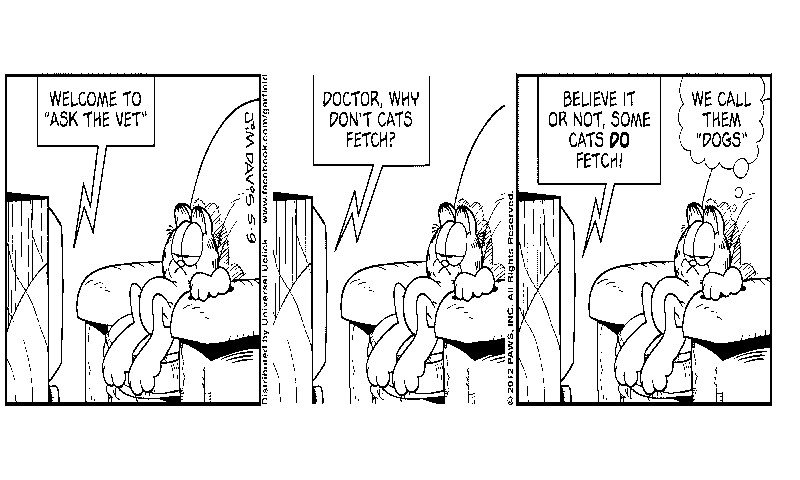 WELCOME TO
"ASK THE VET"
JIM DAVIS 5-9
Distributed by Universal Uclick www.facebook.com/garfield
DOCTOR, WHY
DON'T CATS
FETCH?
© 2012 PAWS, INC. All Rights Reserved.
BELIEVE IT
OR NOT, SOME
CATS DO
FETCH!
WE CALL
THEM
"DOGS"